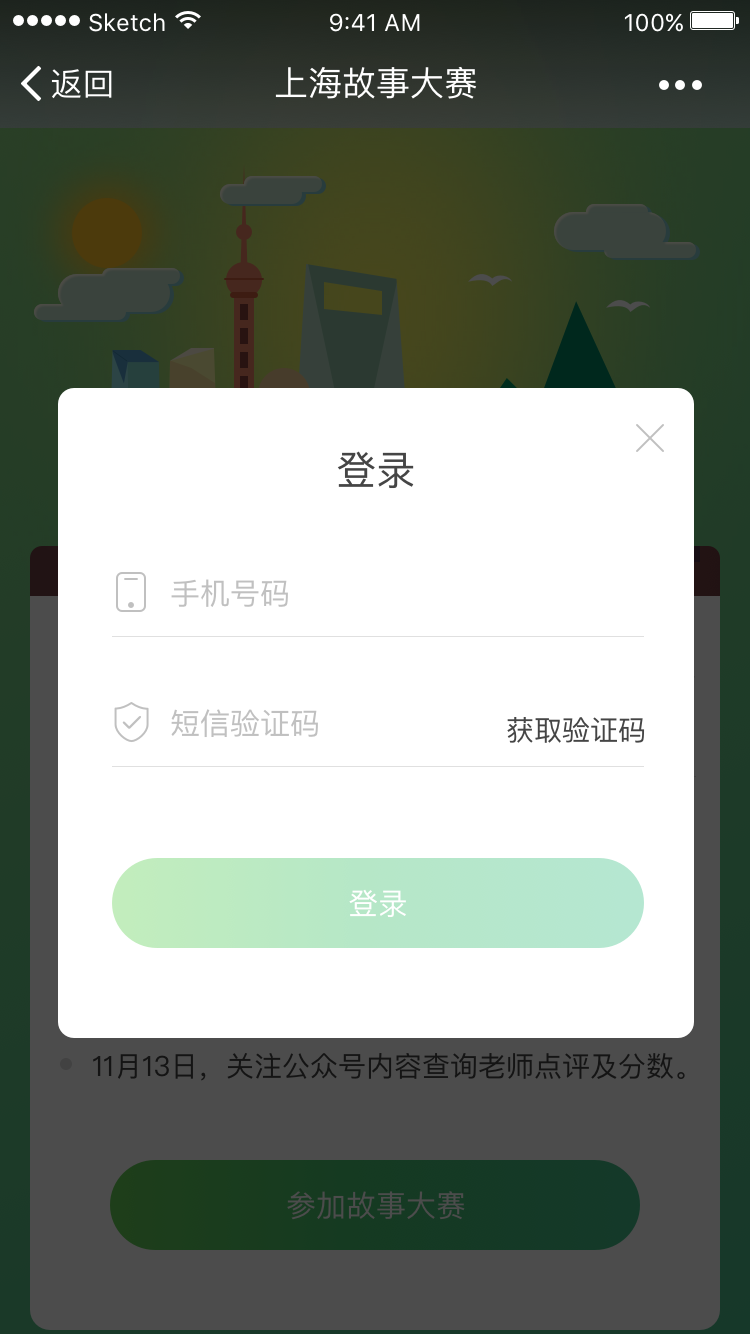 Sketch 9:41 AM 100%
返回 上海故事大赛
登录
手机号码
短信验证码 获取验证码
登录
11月13日，关注公众号内容查询老师点评及分数。
参加故事大赛